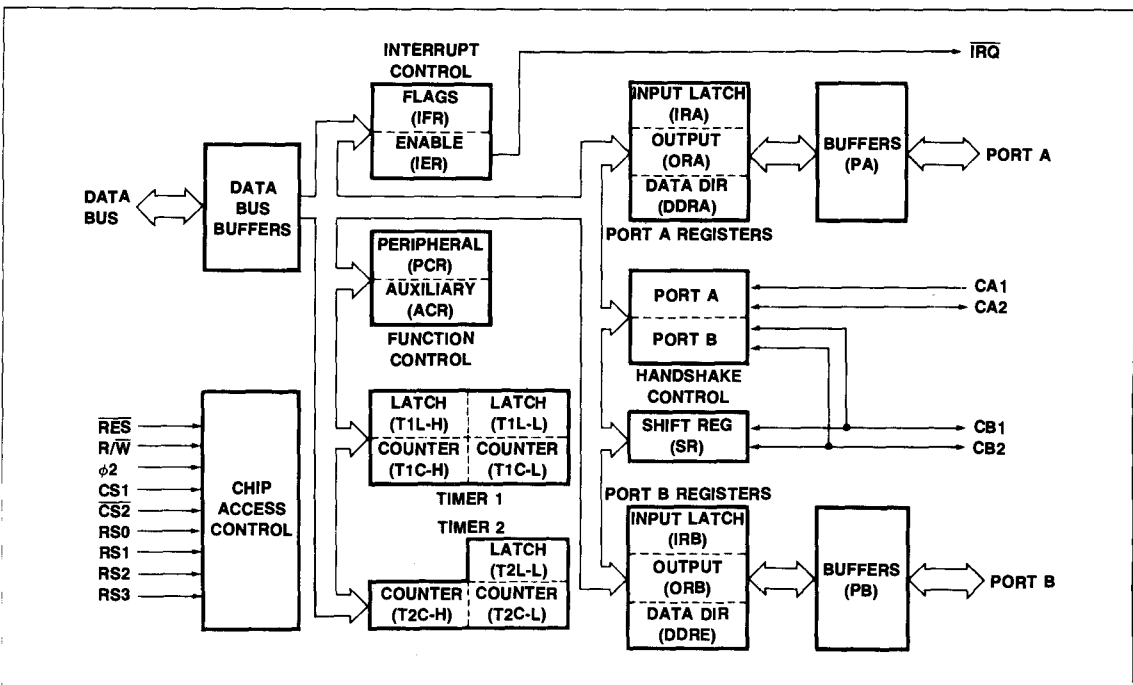 INTERRUPT
CONTROL
FLAGS
(IFR)
ENABLE
(IER)
IRQ
DATA
BUS
DATA
BUS
BUFFERS
PERIPHERAL
(PCR)
AUXILIARY
(ACR)
FUNCTION
CONTROL
INPUT LATCH
(IRA)
OUTPUT
(ORA)
DATA DIR
(DDRA)
PORT A REGISTERS
BUFFERS
(PA)
PORT A
PORT A
PORT B
HANDSHAKE
CONTROL
CA1
CA2
RES
R/W
ϕ2
CS1
CS2
RS0
RS1
RS2
RS3
CHIP
ACCESS
CONTROL
LATCH
(T1L-H)
LATCH
(T1L-L)
COUNTER
(T1C-H)
COUNTER
(T1C-L)
TIMER 1
SHIFT REG
(SR)
CB1
CB2
TIMER 2
LATCH
(T2L-L)
COUNTER
(T2C-H)
COUNTER
(T2C-L)
PORT B REGISTERS
INPUT LATCH
(IRB)
OUTPUT
(ORB)
DATA DIR
(DDRE)
BUFFERS
(PB)
PORT B